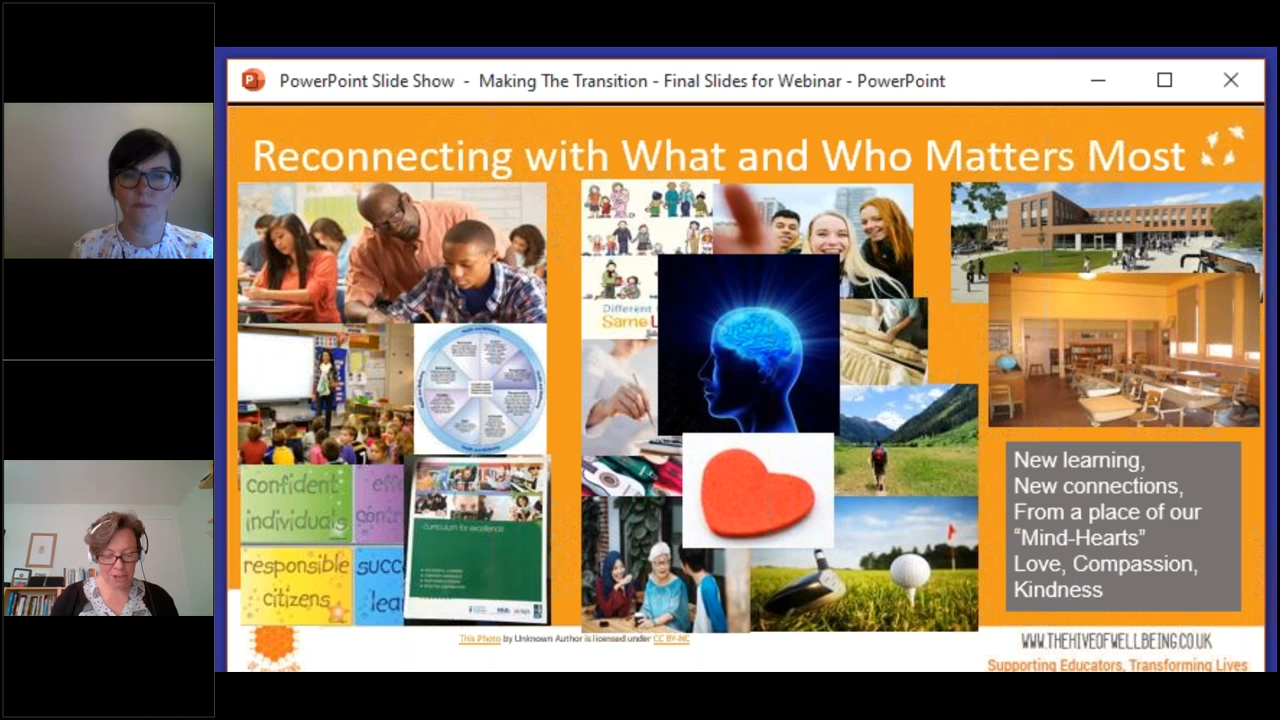 PowerPoint Slide Show - Making The Transition - Final Slides for Webinar - PowerPoint
Reconnecting with What and Who Matters Most
Different
Same
confident
individuals
responsible
citizens
curriculum for excellence
New learning,
New connections,
From a place of our
“Mind-Hearts”
Love, Compassion,
Kindness
This Photo by Unknown Author is licensed under CC BY-NC
WWW.THEHIVEOFWELLBEING.CO.UK
Supporting Educators, Transforming Lives